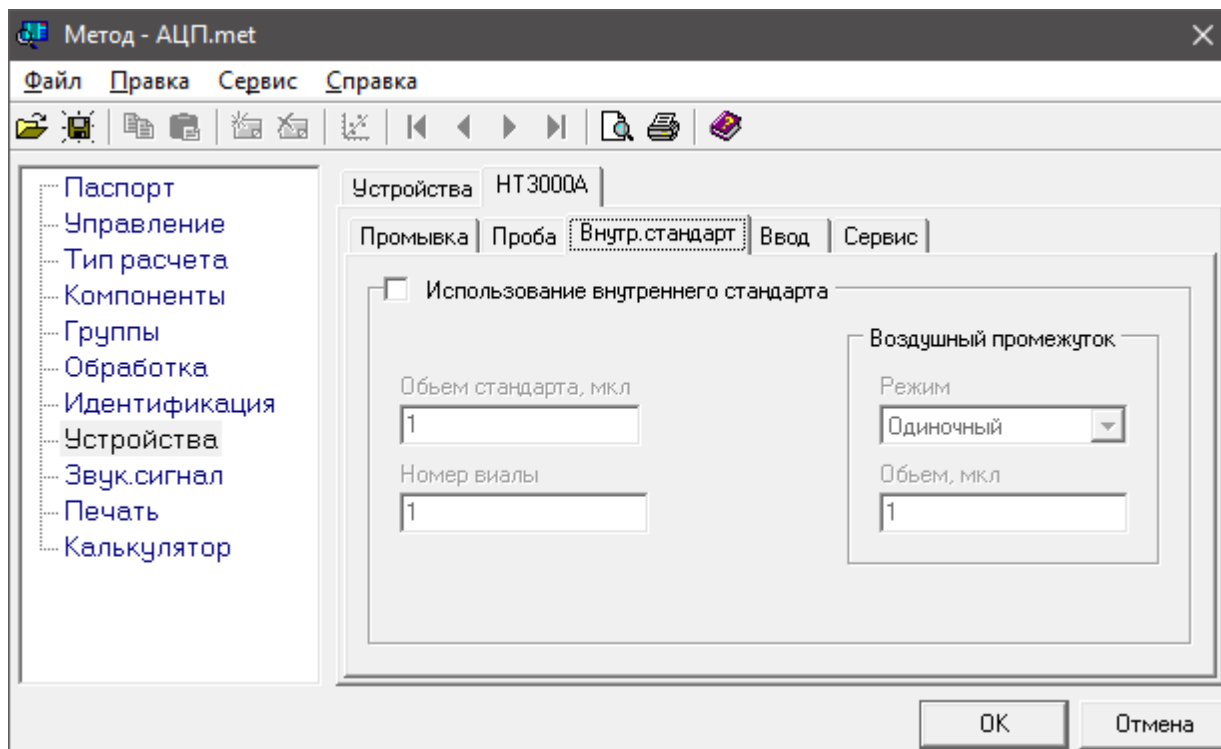 Метод - АЦП.met
Файл Правка Сервис Справка
Паспорт
Управление
Тип расчета
Компоненты
Группы
Обработка
Идентификация
Устройства
Звук.сигнал
Печать
Калькулятор
Устройства HT3000A
Промывка Проба Внутр.стандарт Ввод Сервис
Использование внутреннего стандарта
Обьем стандарта, мкл
1
Номер виалы
1
Воздушный промежуток
Режим
Одиночный
Обьем, мкл
1
OK Отмена